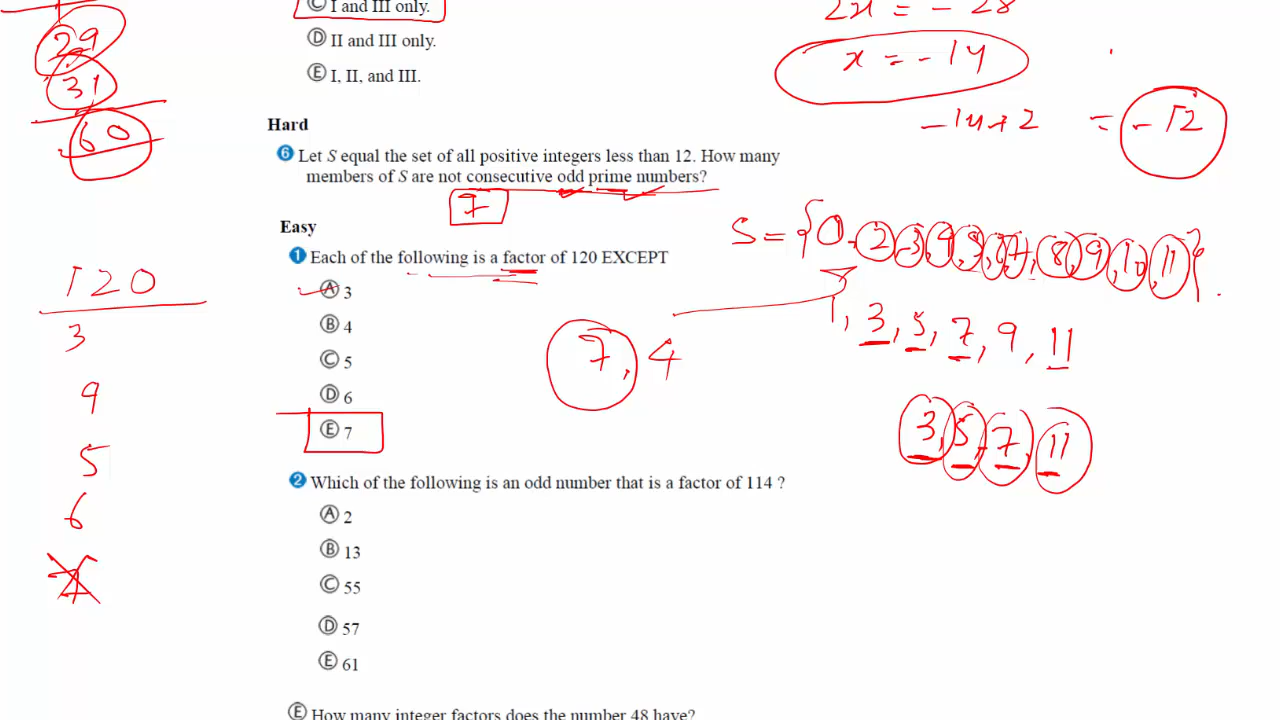 Ⓒ I and III only.
Ⓓ II and III only.
Ⓔ I, II, and III.
29
31
60
2x = - 28
x = - 14
- 14 + 2 = - 12
Hard
6 Let S equal the set of all positive integers less than 12. How many
members of S are not consecutive odd prime numbers?
7
S = { 2, 3, 4, 5, 7, 8, 9, 10, 11 }
1, 3, 5, 7, 9, 11
3, 5, 7, 11
7, 4
Easy
1 Each of the following is a factor of 120 EXCEPT
Ⓐ 3
Ⓑ 4
Ⓒ 5
Ⓓ 6
Ⓔ 7
120
3
9
5
6
2 Which of the following is an odd number that is a factor of 114 ?
Ⓐ 2
Ⓑ 13
Ⓒ 55
Ⓓ 57
Ⓔ 61
Ⓔ How many integer factors does the number 48 have?